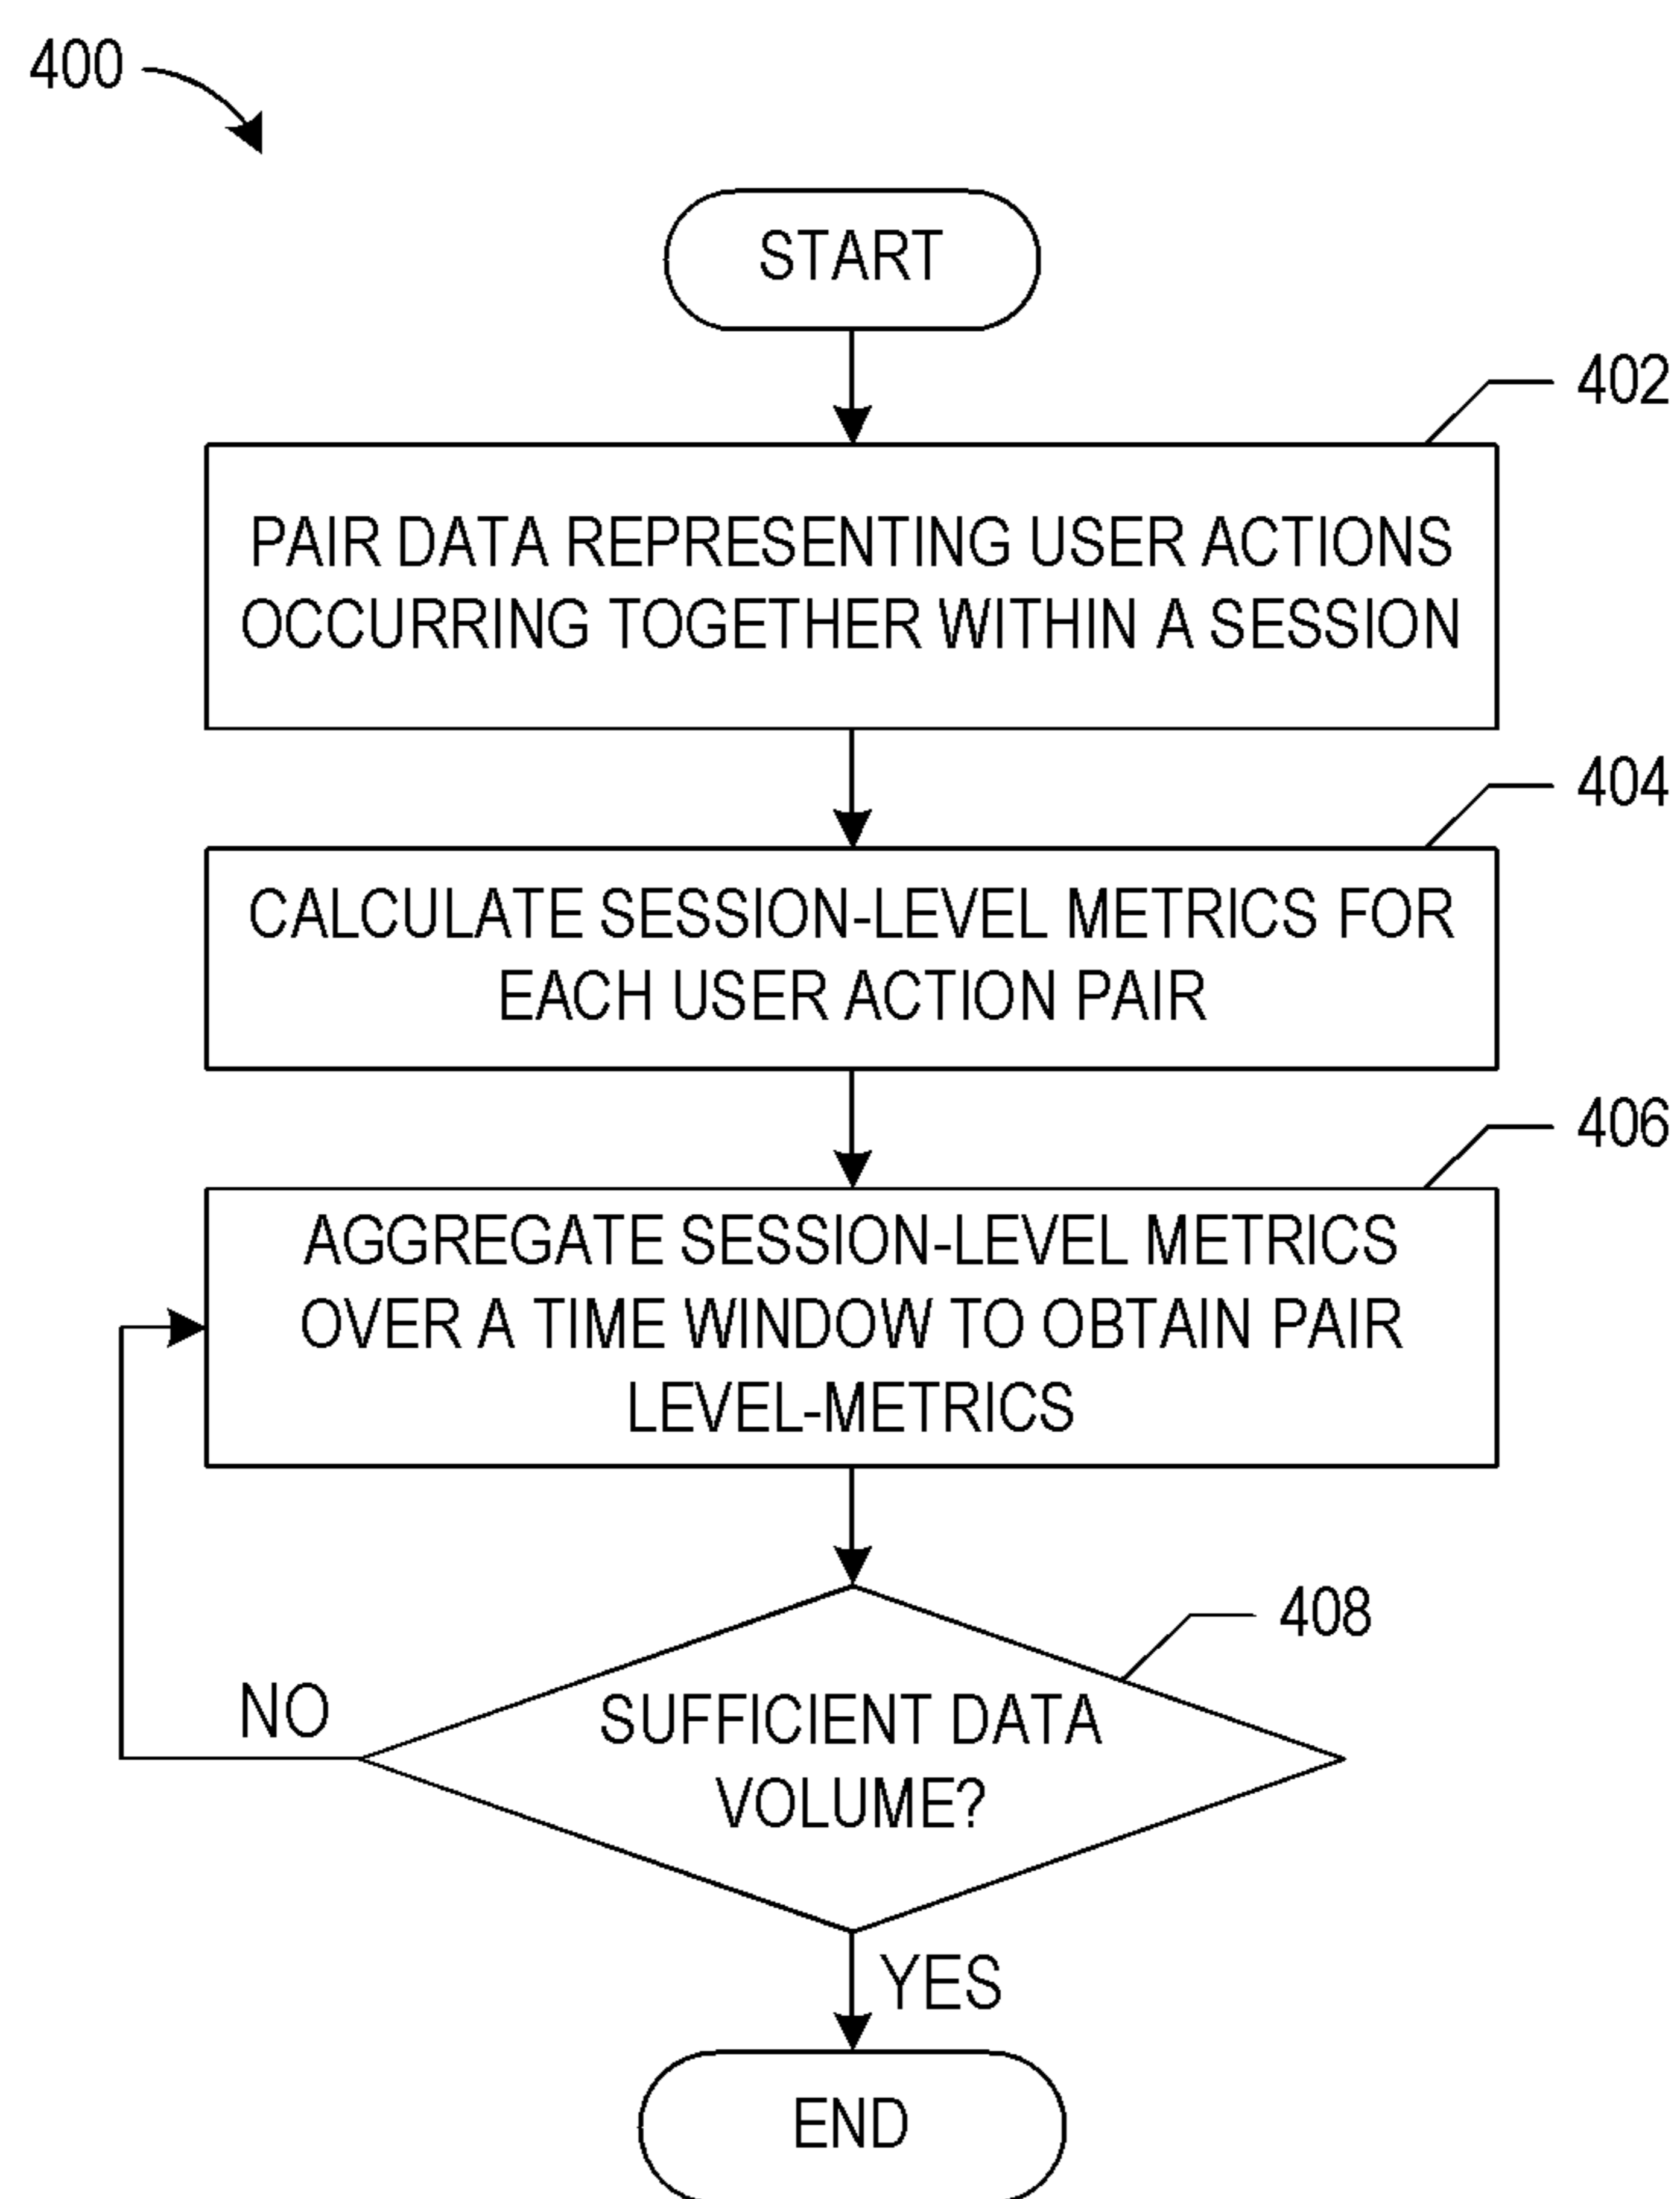 400
START
402
PAIR DATA REPRESENTING USER ACTIONS
OCCURRING TOGETHER WITHIN A SESSION
404
CALCULATE SESSION-LEVEL METRICS FOR
EACH USER ACTION PAIR
406
AGGREGATE SESSION-LEVEL METRICS
OVER A TIME WINDOW TO OBTAIN PAIR
LEVEL-METRICS
408
NO
SUFFICIENT DATA
VOLUME?
YES
END